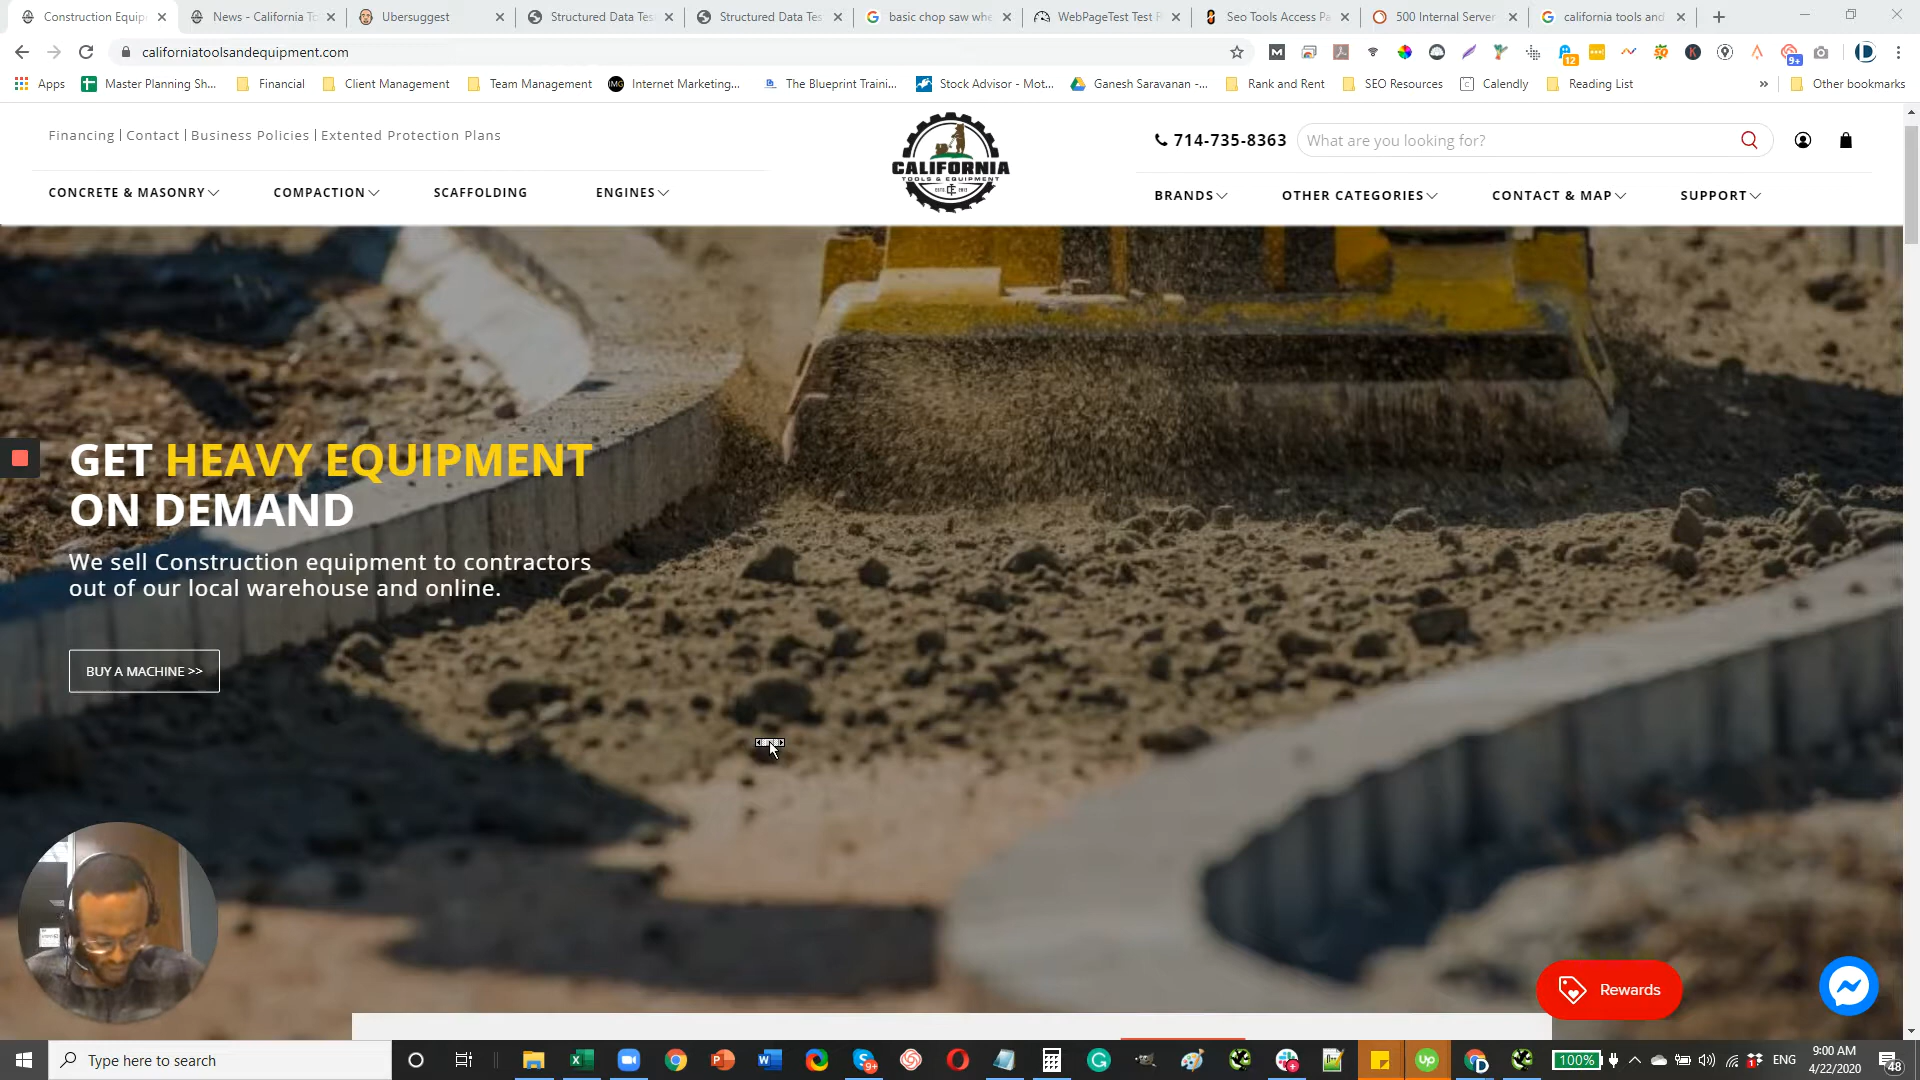 Construction Equip
News - California To
Ubersuggest
Structured Data Tes
Structured Data Tes
basic chop saw whe
WebPageTest Test R
Seo Tools Access Pa
500 Internal Server
california tools and
californiatoolsandequipment.com
12
9+
Apps
Master Planning Sh...
Financial
Client Management
Team Management
IMG
Internet Marketing...
The Blueprint Traini...
Stock Advisor - Mot...
Ganesh Saravanan -...
Rank and Rent
SEO Resources
Calendly
Reading List
»
Other bookmarks
Financing | Contact | Business Policies | Extented Protection Plans
CALIFORNIA
TOOLS & EQUIPMENT
714-735-8363
What are you looking for?
CONCRETE & MASONRY
COMPACTION
SCAFFOLDING
ENGINES
BRANDS
OTHER CATEGORIES
CONTACT & MAP
SUPPORT
GET HEAVY EQUIPMENT
ON DEMAND
We sell Construction equipment to contractors
out of our local warehouse and online.
BUY A MACHINE >>
Rewards
Type here to search
9+
Up
100%
ENG
9:00 AM
4/22/2020
48